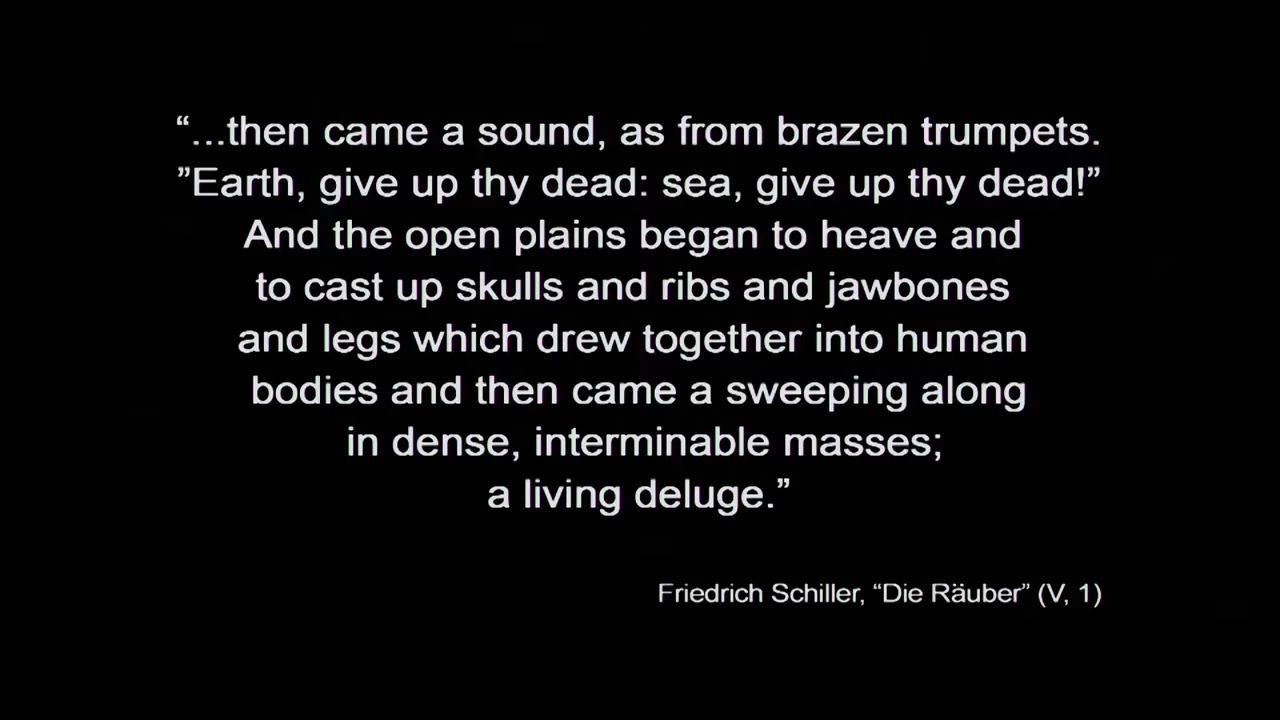 “...then came a sound, as from brazen trumpets.
”Earth, give up thy dead: sea, give up thy dead!”
And the open plains began to heave and
to cast up skulls and ribs and jawbones
and legs which drew together into human
bodies and then came a sweeping along
in dense, interminable masses;
a living deluge.”
Friedrich Schiller, “Die Räuber” (V, 1)